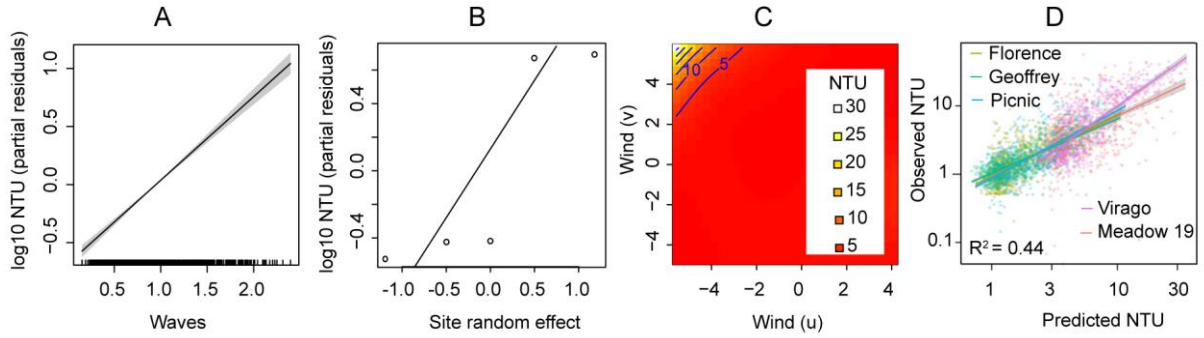 A
log10 NTU (partial residuals)
1.0
0.5
0.0
−0.5
0.5
1.0
1.5
2.0
Waves
B
log10 NTU (partial residuals)
0.4
0.0
−0.4
-1.0
-0.5
0.0
0.5
1.0
Site random effect
C
Wind (v)
4
2
0
−2
−4
10
5
NTU
30
25
20
15
10
5
−4
−2
0
2
4
Wind (u)
D
Observed NTU
10
1
0.1
Florence
Geoffrey
Picnic
Virago
Meadow 19
R² = 0.44
1
3
10
30
Predicted NTU